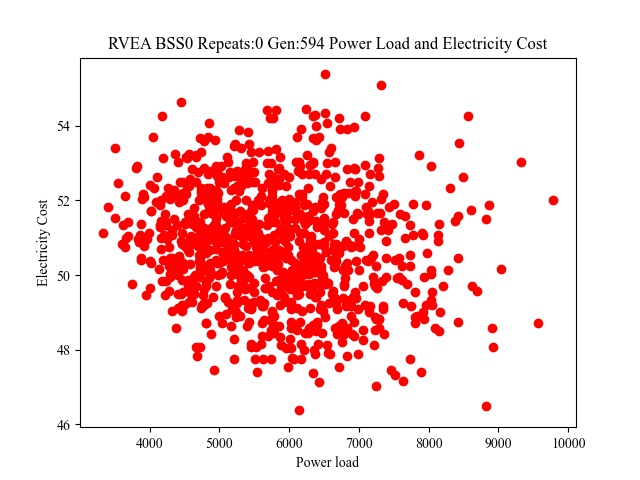 RVEA BSS0 Repeats:0 Gen:594 Power Load and Electricity Cost
Electricity Cost
54
52
50
48
46
4000 5000 6000 7000 8000 9000 10000
Power load